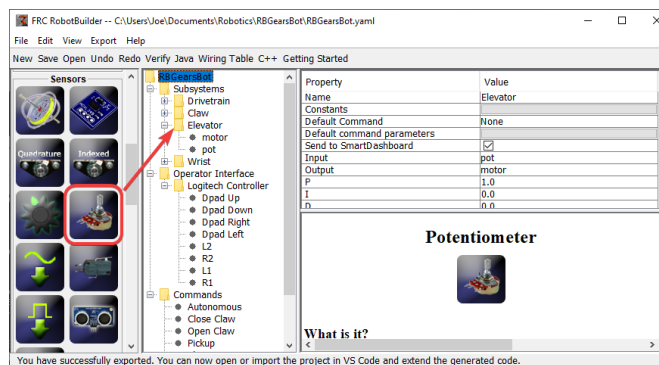 FRC RobotBuilder -- C:\Users\Joe\Documents\Robotics\RBGearsBot\RBGearsBot.yaml
File Edit View Export Help
New Save Open Undo Redo Verify Java Wiring Table C++ Getting Started
Sensors
Quadrature
Indexed
RBGearsBot
Subsystems
Drivetrain
Claw
Elevator
motor
pot
Wrist
Operator Interface
Logitech Controller
Dpad Up
Dpad Down
Dpad Right
Dpad Left
L2
R2
L1
R1
Commands
Autonomous
Close Claw
Open Claw
Pickup
Property Value
Name Elevator
Constants
Default Command None
Default command parameters
Send to SmartDashboard
Input pot
Output motor
P 1.0
I 0.0
D 0.0
Potentiometer
What is it?
You have successfully exported. You can now open or import the project in VS Code and extend the generated code.